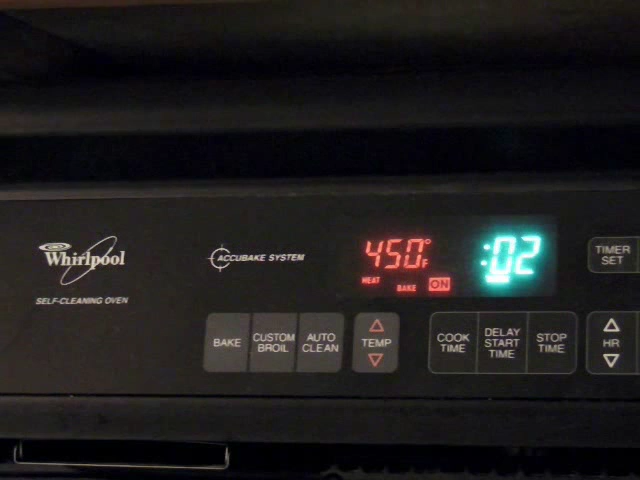 Whirlpool
SELF-CLEANING OVEN
ACCUBAKE SYSTEM
450°F
HEAT BAKE ON
:02
TIMER SET
BAKE
CUSTOM BROIL
AUTO CLEAN
TEMP
COOK TIME
DELAY START TIME
STOP TIME
HR